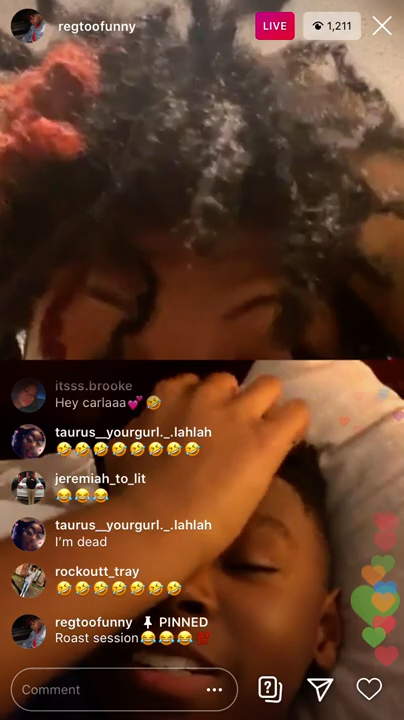 regtoofunny
LIVE
1,211
itsss.brooke
Hey carlaaa💕🤣
taurus__yourgurl._.lahlah
🤣🤣🤣🤣🤣🤣🤣🤣
jeremiah_to_lit
😂😂😂
taurus__yourgurl._.lahlah
I'm dead
rockoutt_tray
🤣🤣🤣🤣🤣🤣🤣
regtoofunny 📌 PINNED
Roast session😂😂😂💯
Comment